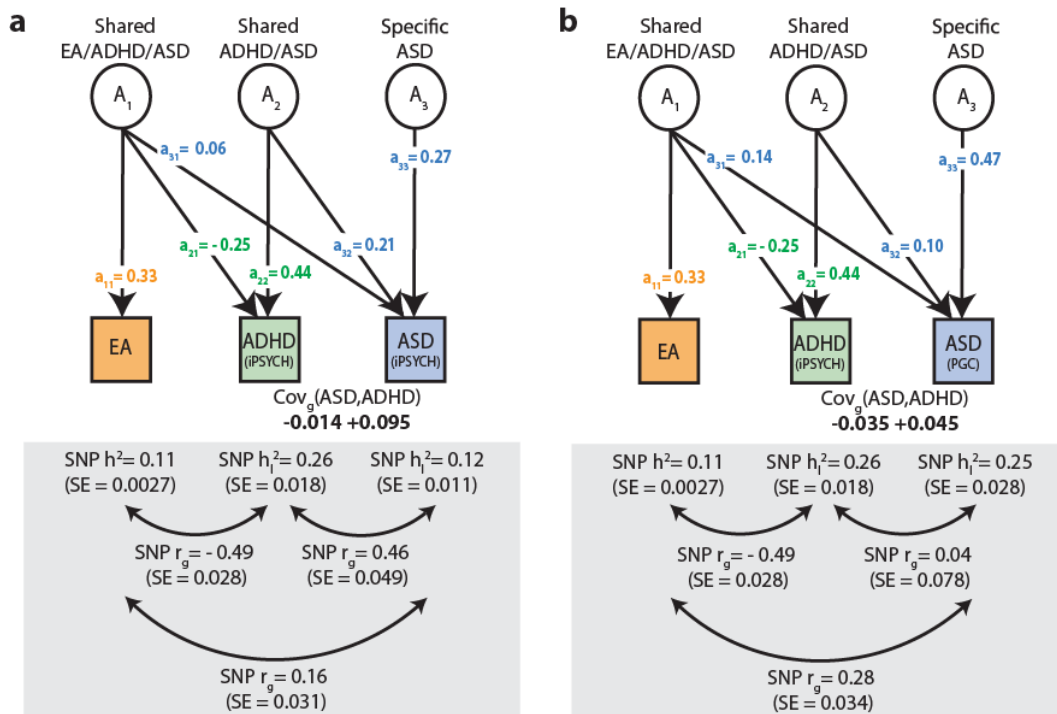 a
Shared
EA/ADHD/ASD
Shared
ADHD/ASD
Specific
ASD
A1
A2
A3
a31= 0.06
a33= 0.27
a21= - 0.25
a32= 0.21
a11= 0.33
a22= 0.44
EA
ADHD
(iPSYCH)
ASD
(iPSYCH)
Covg(ASD,ADHD)
-0.014 +0.095
SNP h²= 0.11
(SE = 0.0027)
SNP hl²= 0.26
(SE = 0.018)
SNP hl²= 0.12
(SE = 0.011)
SNP rg= - 0.49
(SE = 0.028)
SNP rg= 0.46
(SE = 0.049)
SNP rg= 0.16
(SE = 0.031)
b
Shared
EA/ADHD/ASD
Shared
ADHD/ASD
Specific
ASD
A1
A2
A3
a31= 0.14
a33= 0.47
a21= - 0.25
a32= 0.10
a11= 0.33
a22= 0.44
EA
ADHD
(iPSYCH)
ASD
(PGC)
Covg(ASD,ADHD)
-0.035 +0.045
SNP h²= 0.11
(SE = 0.0027)
SNP hl²= 0.26
(SE = 0.018)
SNP hl²= 0.25
(SE = 0.028)
SNP rg= - 0.49
(SE = 0.028)
SNP rg= 0.04
(SE = 0.078)
SNP rg= 0.28
(SE = 0.034)